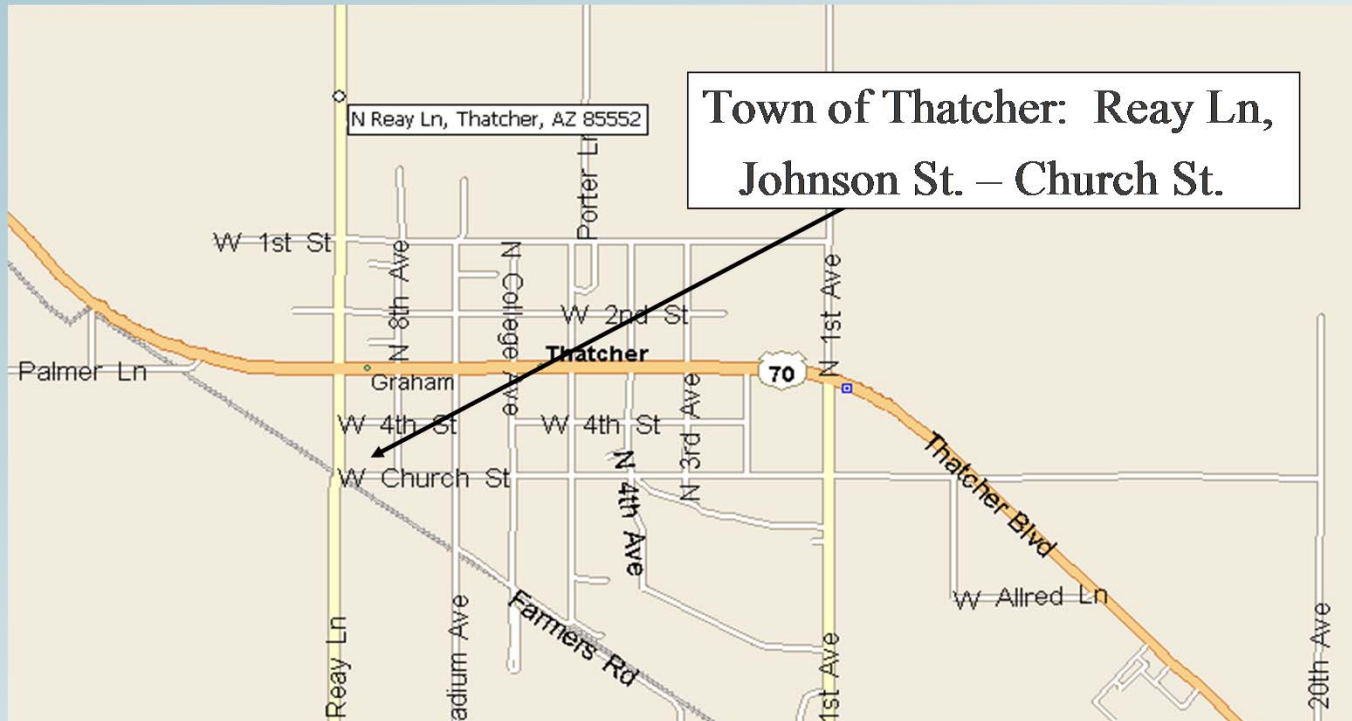 N Reay Ln, Thatcher, AZ 85552
Town of Thatcher: Reay Ln,
Johnson St. – Church St.
Porter Ln
W 1st St
N 8th Ave
N College Ave
N 1st Ave
W 2nd St
Thatcher
70
Palmer Ln
Graham
W 4th St
W 4th St
N 3rd Ave
W Church St
N 4th Ave
Thatcher Blvd
W Allred Ln
Farmers Rd
Reay Ln
adium Ave
1st Ave
20th Ave